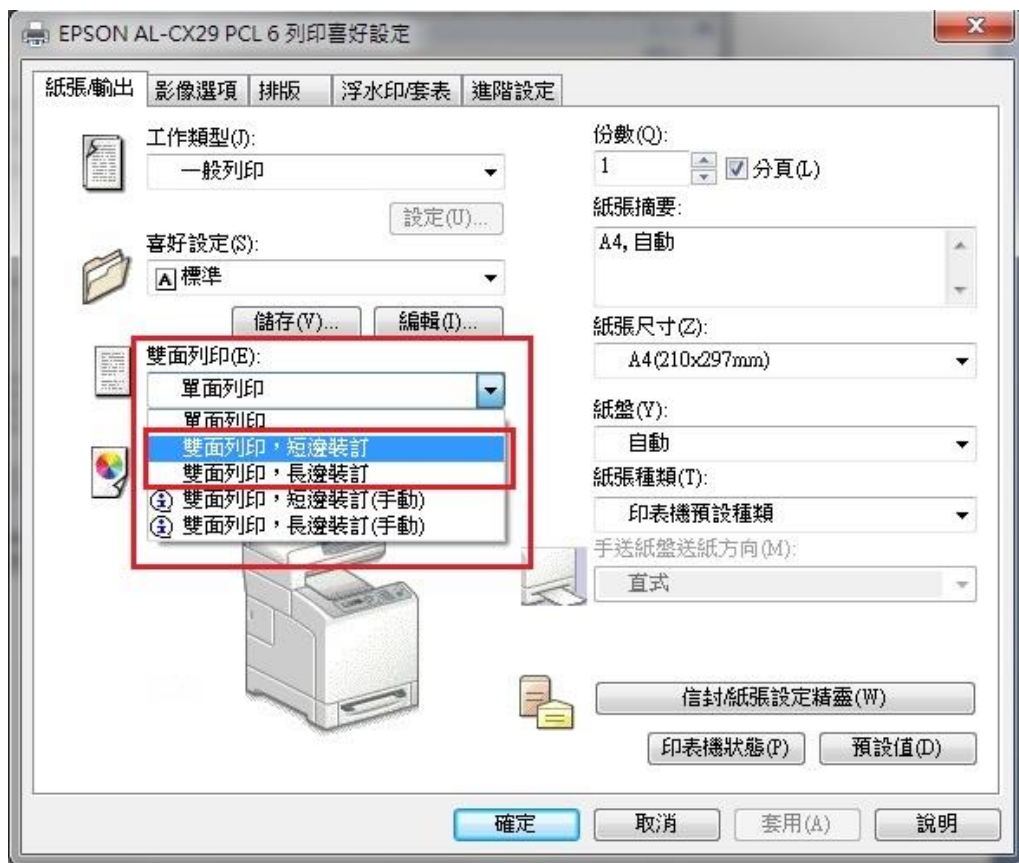 EPSON AL-CX29 PCL 6 列印喜好設定
紙張/輸出 影像選項 排版 浮水印/套表 進階設定
工作類型(J):
一般列印
設定(U)...
喜好設定(S):
標準
儲存(V)... 編輯(I)...
雙面列印(E):
單面列印
單面列印
雙面列印，短邊裝訂
雙面列印，長邊裝訂
雙面列印，短邊裝訂(手動)
雙面列印，長邊裝訂(手動)
份數(Q):
1 分頁(L)
紙張摘要:
A4, 自動
紙張尺寸(Z):
A4(210x297mm)
紙盤(Y):
自動
紙張種類(T):
印表機預設種類
手送紙盤送紙方向(M):
直式
信封/紙張設定精靈(W)
印表機狀態(P) 預設值(D)
確定 取消 套用(A) 說明